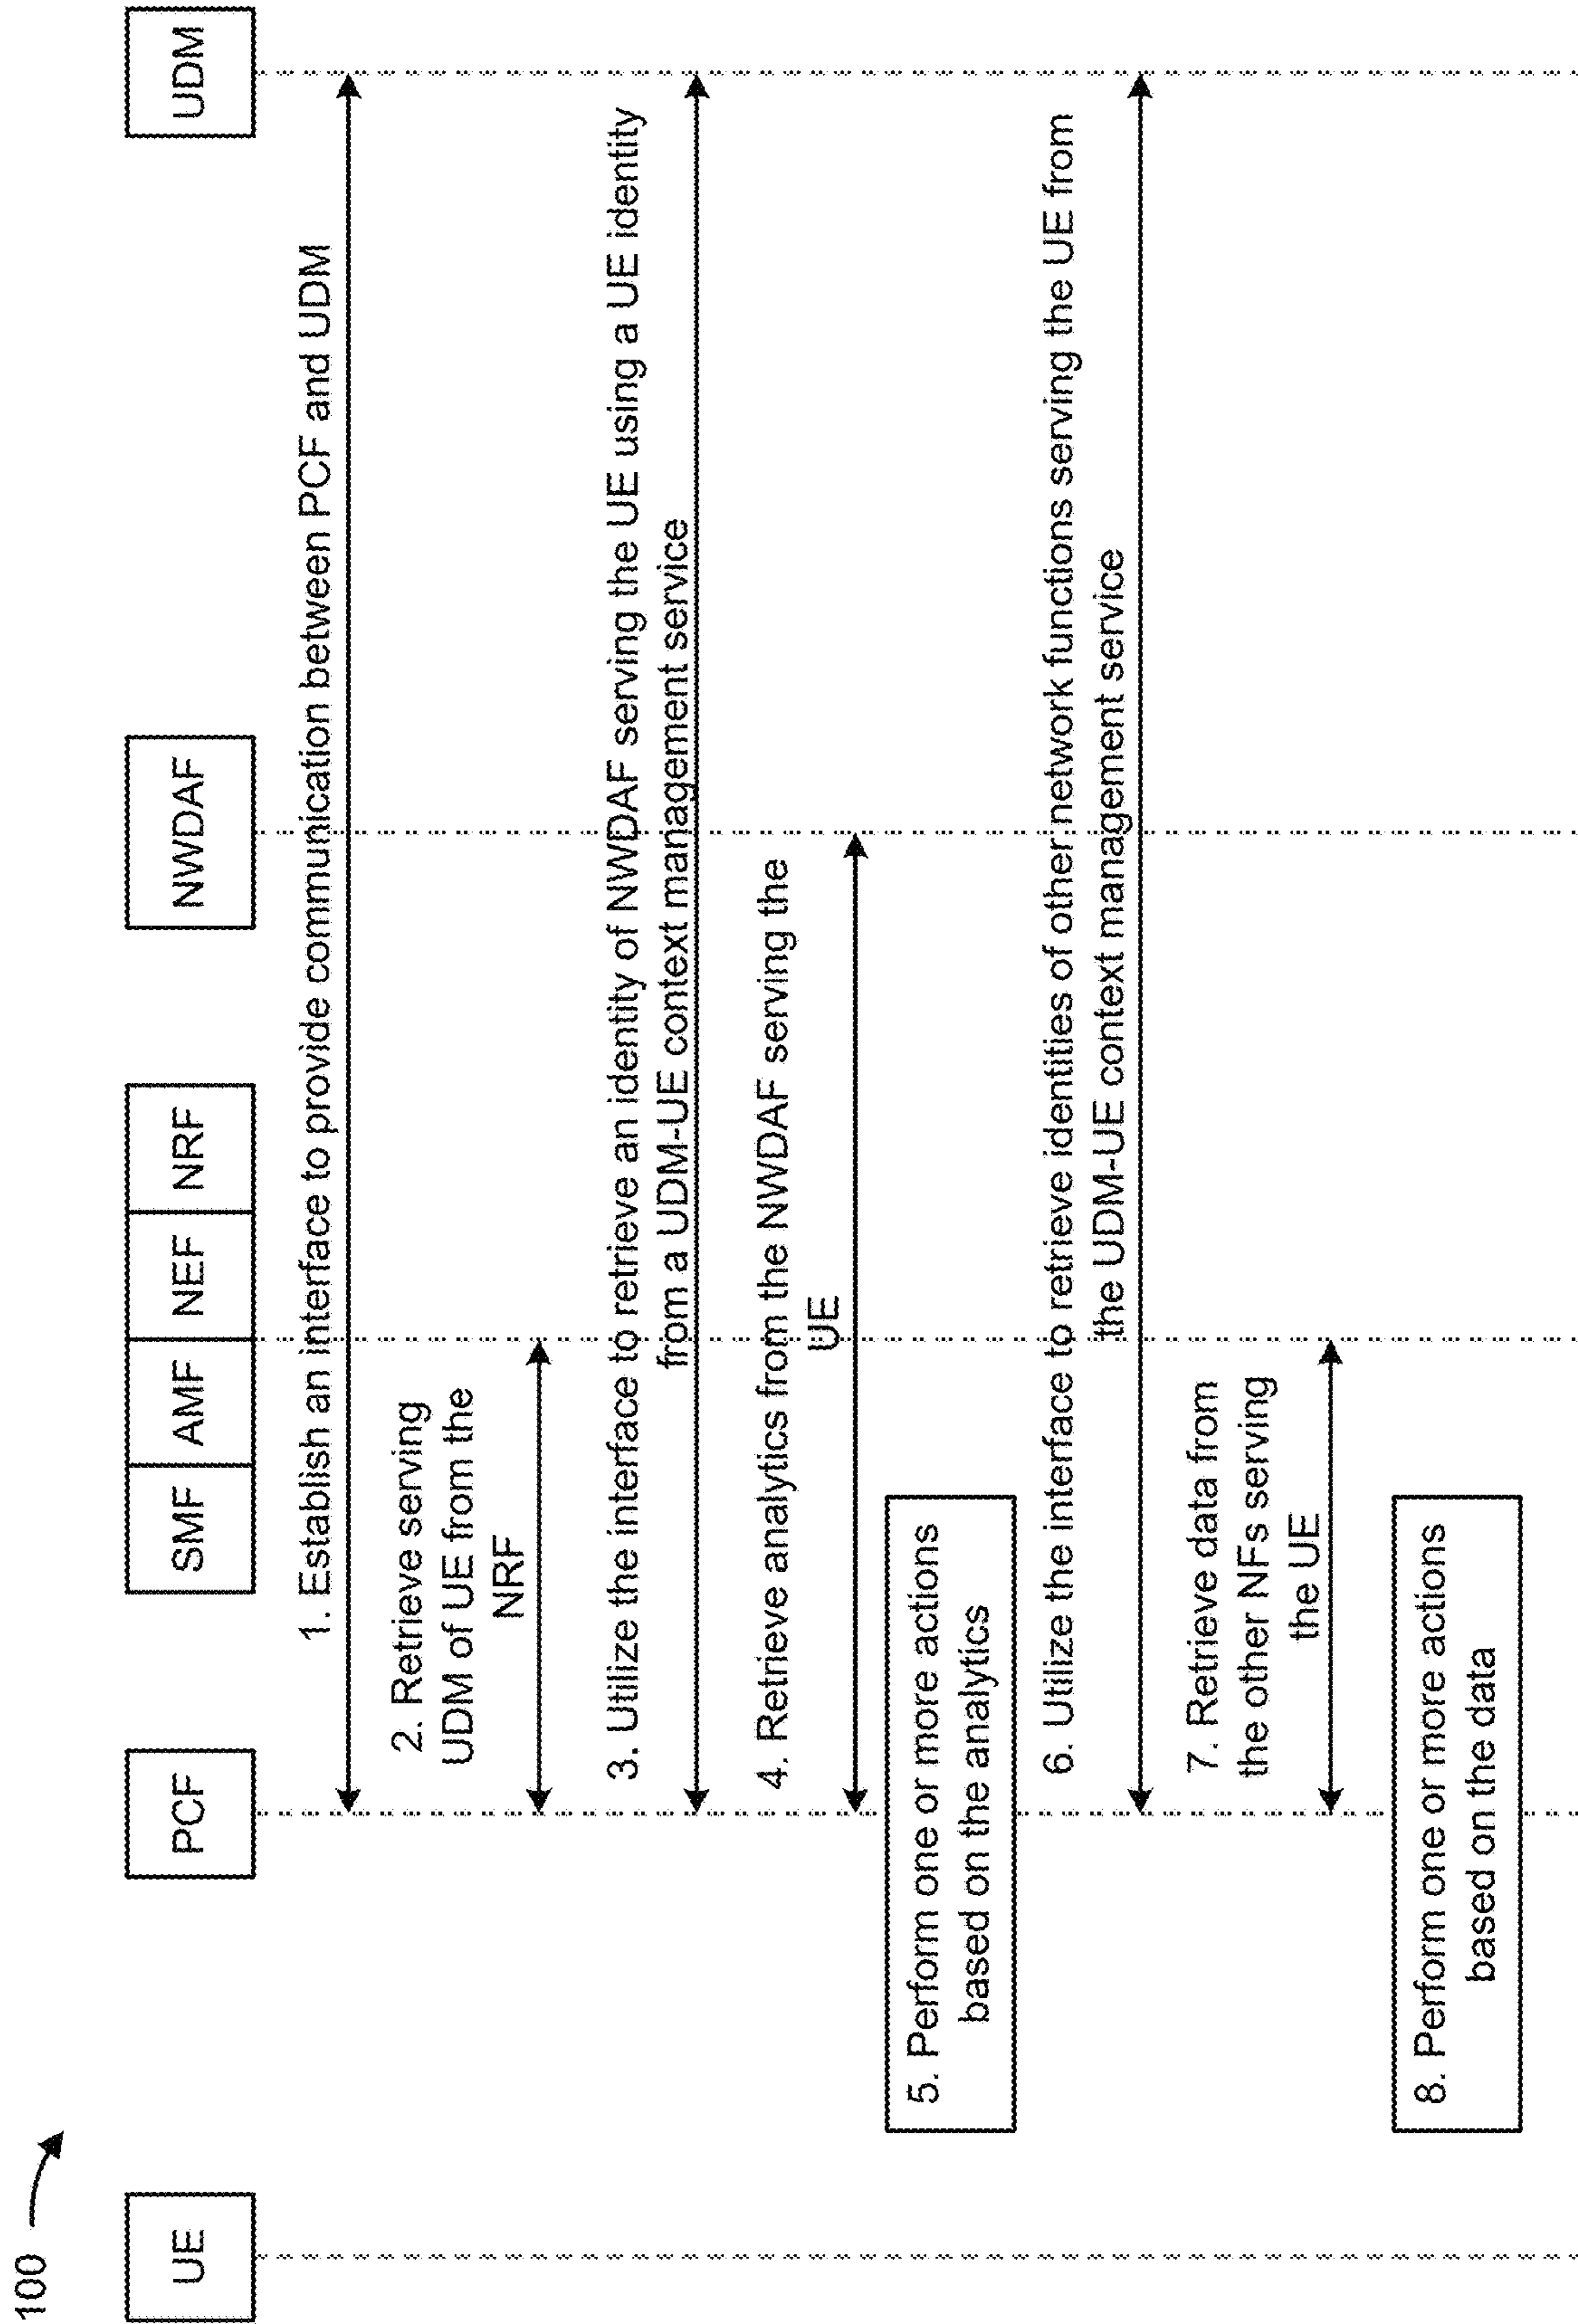 100
UE
PCF
SMF
AMF
NEF
NRF
NWDAF
UDM
1. Establish an interface to provide communication between PCF and UDM
2. Retrieve serving
UDM of UE from the
NRF
3. Utilize the interface to retrieve an identity of NWDAF serving the UE using a UE identity
from a UDM-UE context management service
4. Retrieve analytics from the NWDAF serving the
UE
5. Perform one or more actions
based on the analytics
6. Utilize the interface to retrieve identities of other network functions serving the UE from
the UDM-UE context management service
7. Retrieve data from
the other NFs serving
the UE
8. Perform one or more actions
based on the data